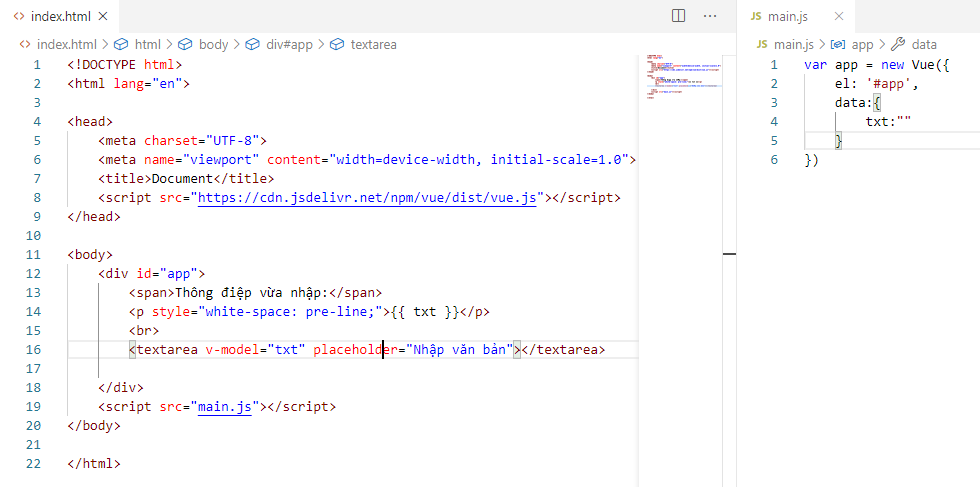 index.html
index.html > html > body > div#app > textarea
1 <!DOCTYPE html>
2 <html lang="en">
3
4 <head>
5 <meta charset="UTF-8">
6 <meta name="viewport" content="width=device-width, initial-scale=1.0">
7 <title>Document</title>
8 <script src="https://cdn.jsdelivr.net/npm/vue/dist/vue.js"></script>
9 </head>
10
11 <body>
12 <div id="app">
13 <span>Thông điệp vừa nhập:</span>
14 <p style="white-space: pre-line;">{{ txt }}</p>
15 <br>
16 <textarea v-model="txt" placeholder="Nhập văn bản"></textarea>
17
18 </div>
19 <script src="main.js"></script>
20 </body>
21
22 </html>
JS main.js
JS main.js > app > data
1 var app = new Vue({
2 el: '#app',
3 data:{
4 txt:""
5 }
6 })